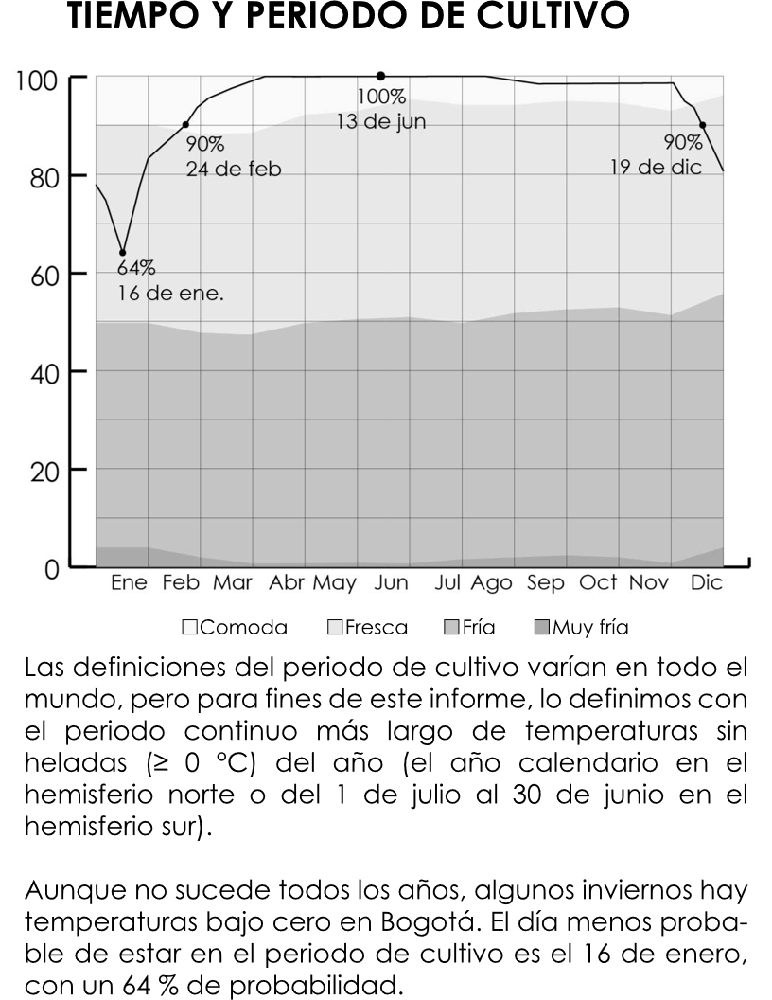 TIEMPO Y PERIODO DE CULTIVO
100
100%
13 de jun
90%
24 de feb
90%
19 de dic
80
64%
16 de ene.
60
40
20
0
Ene Feb Mar Abr May Jun Jul Ago Sep Oct Nov Dic
Comoda Fresca Fría Muy fría
Las definiciones del periodo de cultivo varían en todo el
mundo, pero para fines de este informe, lo definimos con
el periodo continuo más largo de temperaturas sin
heladas (≥ 0 °C) del año (el año calendario en el
hemisferio norte o del 1 de julio al 30 de junio en el
hemisferio sur).
Aunque no sucede todos los años, algunos inviernos hay
temperaturas bajo cero en Bogotá. El día menos proba-
ble de estar en el periodo de cultivo es el 16 de enero,
con un 64 % de probabilidad.